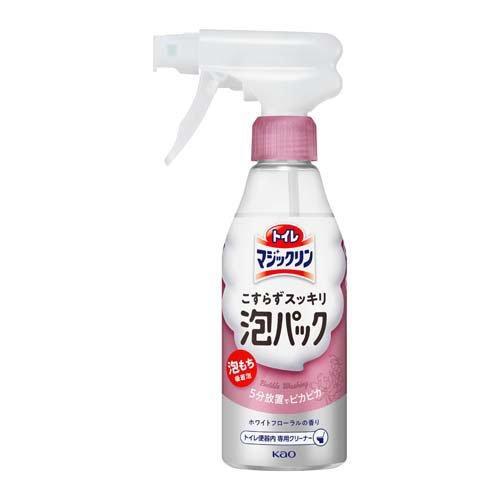 トイレ
マジックリン
こすらずスッキリ
泡パック
泡もち
吸着泡
Bubble Washing
5分放置でピカピカ
ホワイトフローラルの香り
トイレ便器内 専用クリーナー
Kao